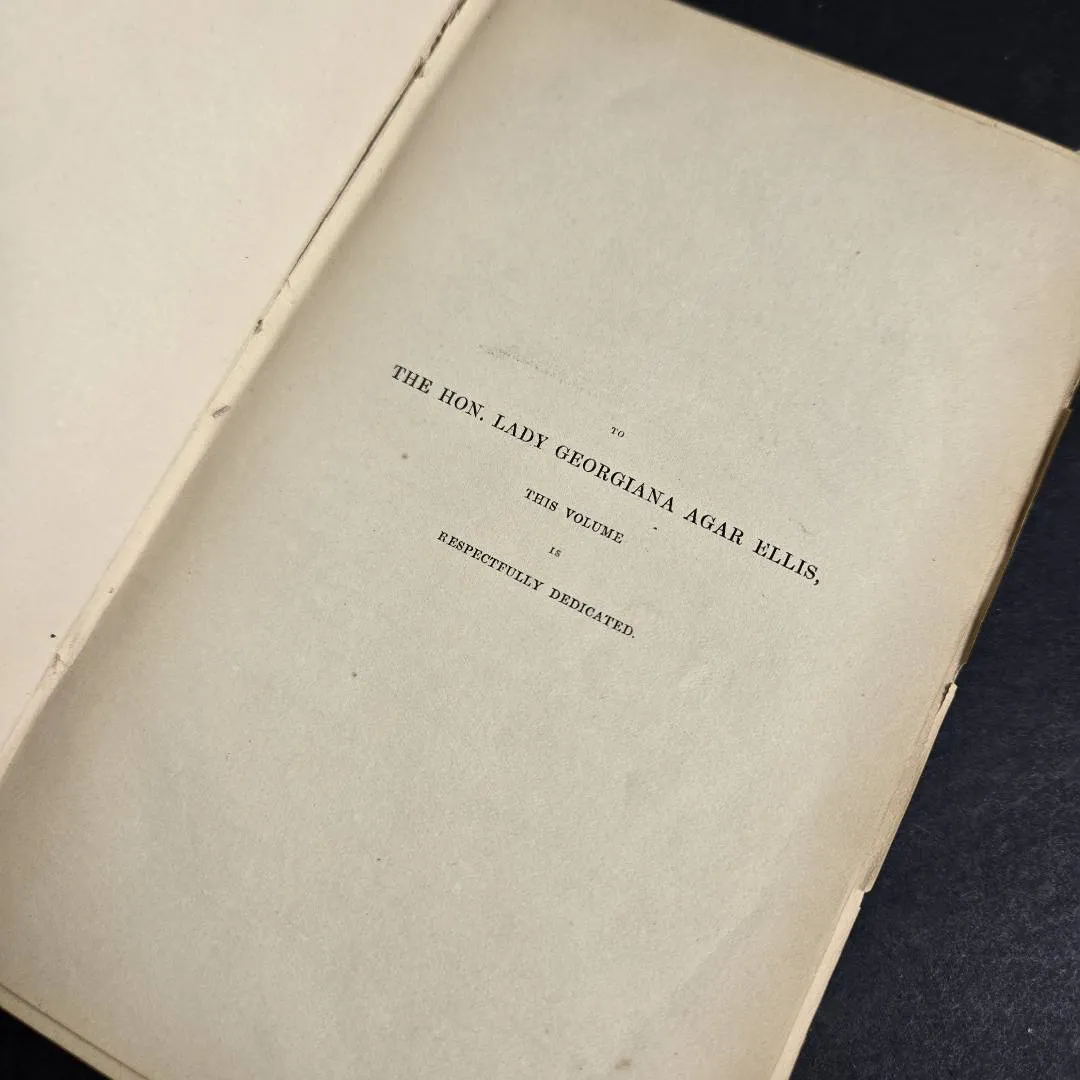 TO
THE HON. LADY GEORGIANA AGAR ELLIS,
THIS VOLUME
IS
RESPECTFULLY DEDICATED.